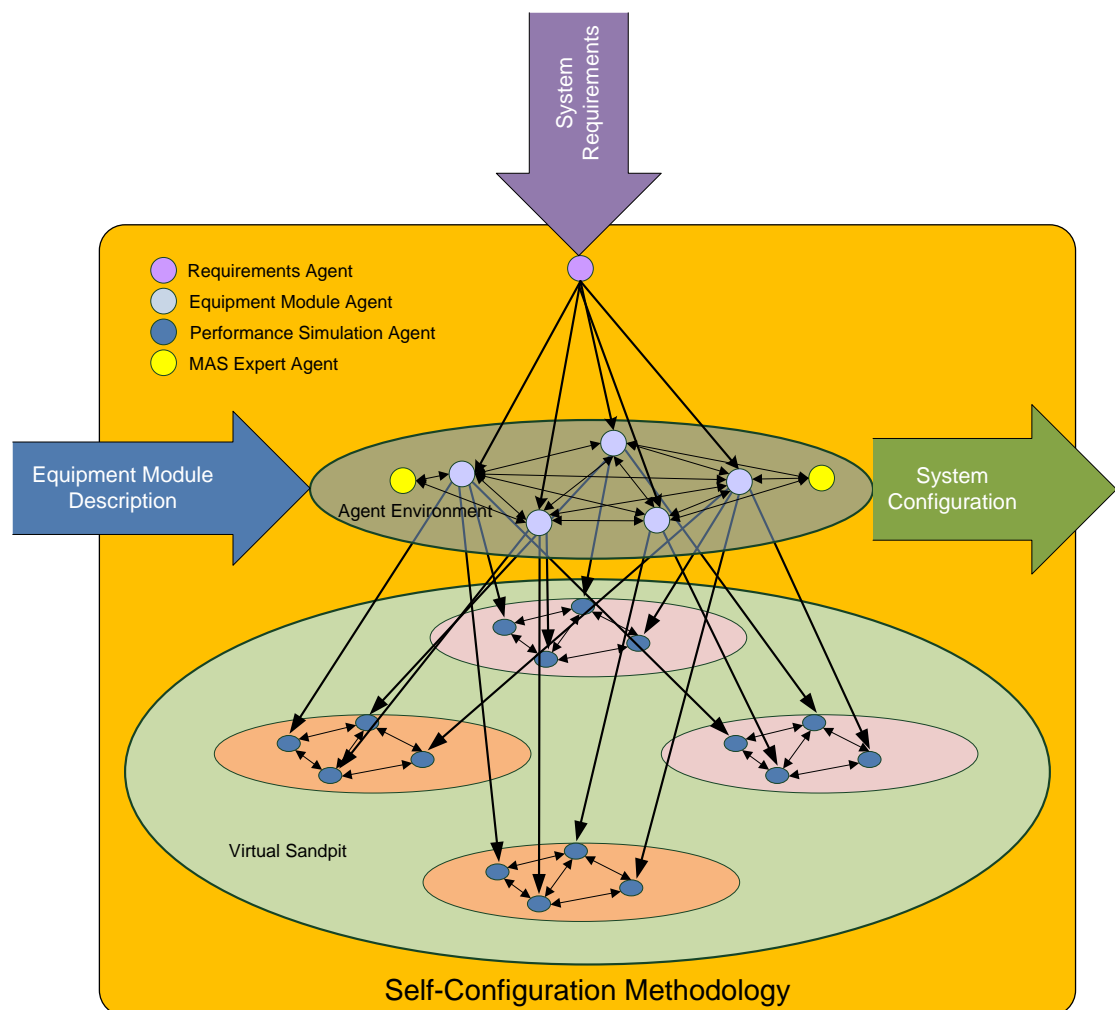 System
Requirements
Requirements Agent
Equipment Module Agent
Performance Simulation Agent
MAS Expert Agent
Equipment Module
Description
Agent Environment
System
Configuration
Virtual Sandpit
Self-Configuration Methodology